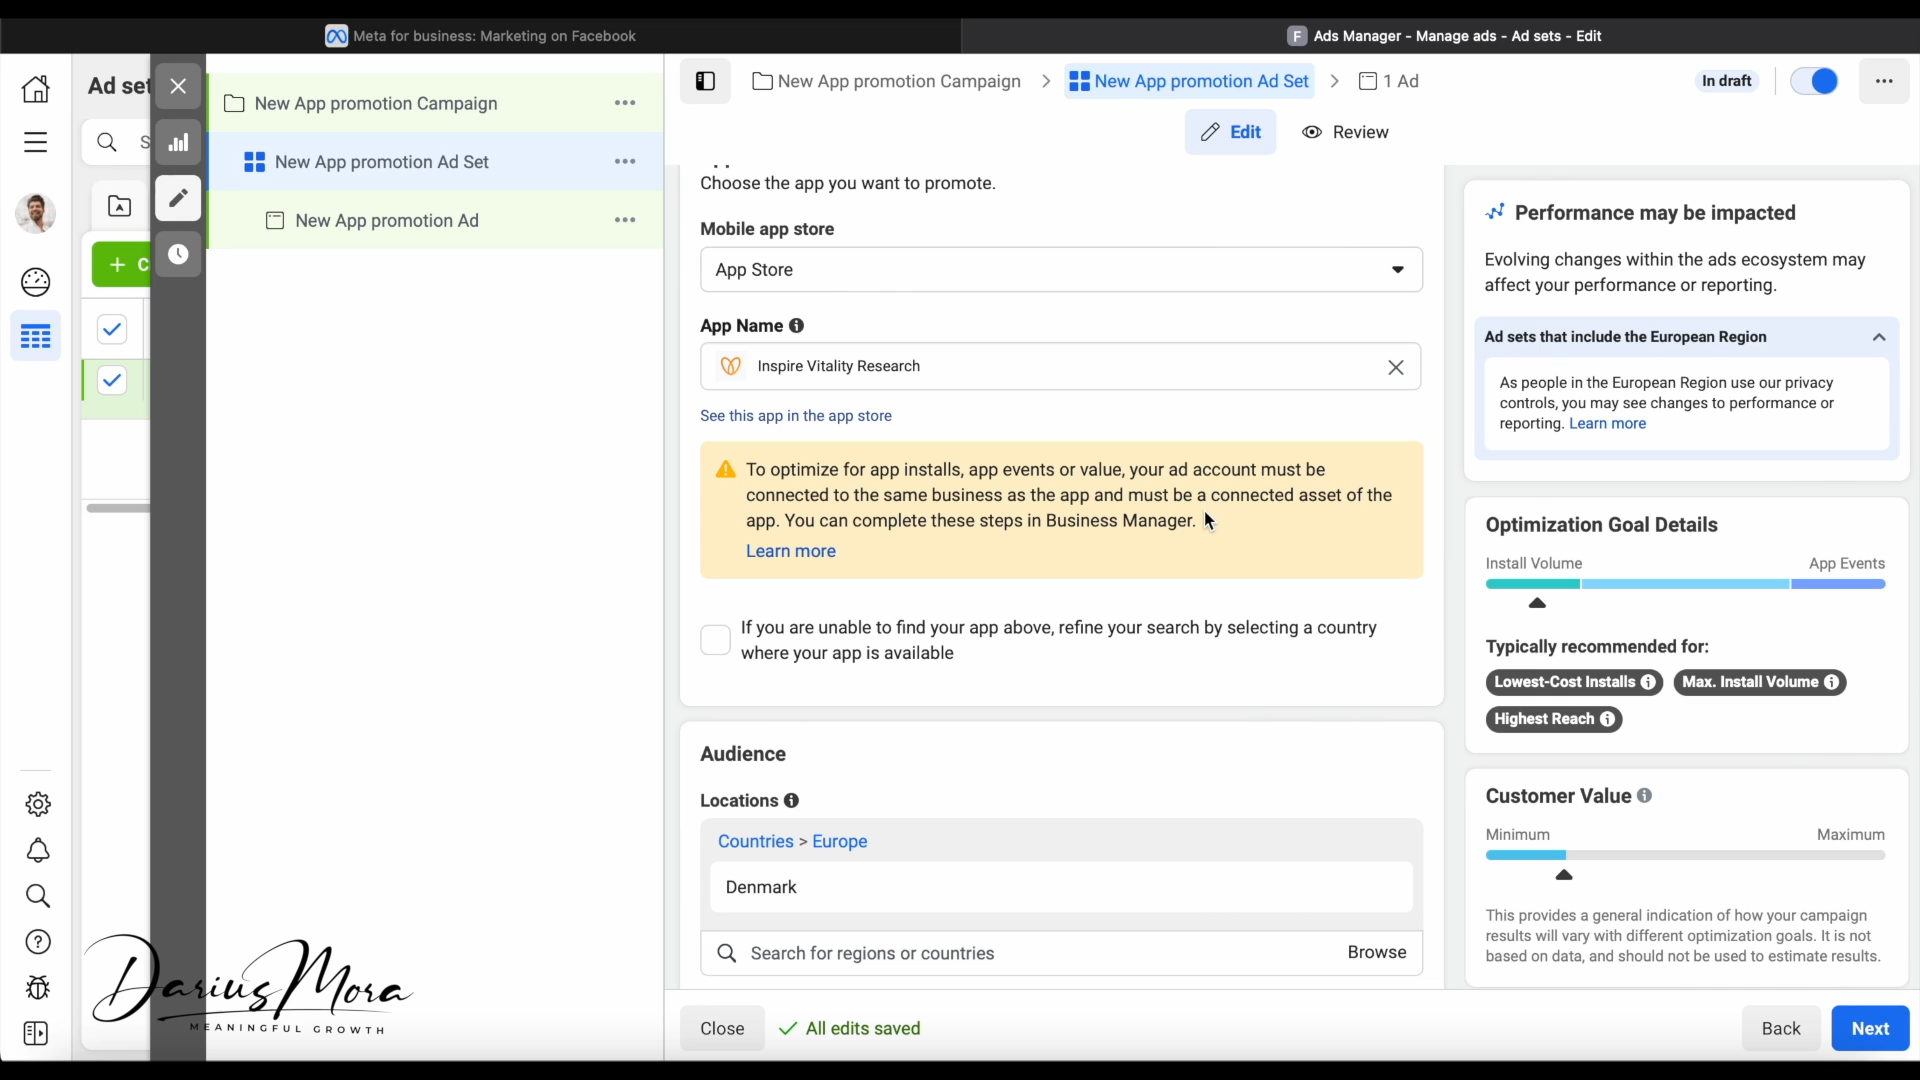 Meta for business: Marketing on Facebook
F Ads Manager - Manage ads - Ad sets - Edit
Ad set
S
+ C
New App promotion Campaign
New App promotion Ad Set
New App promotion Ad
New App promotion Campaign > New App promotion Ad Set > 1 Ad
In draft
Edit
Review
Choose the app you want to promote.
Mobile app store
App Store
App Name
Inspire Vitality Research
See this app in the app store
To optimize for app installs, app events or value, your ad account must be
connected to the same business as the app and must be a connected asset of the
app. You can complete these steps in Business Manager.
Learn more
If you are unable to find your app above, refine your search by selecting a country
where your app is available
Audience
Locations
Countries > Europe
Denmark
Search for regions or countries
Browse
Close
All edits saved
Back
Next
Performance may be impacted
Evolving changes within the ads ecosystem may
affect your performance or reporting.
Ad sets that include the European Region
As people in the European Region use our privacy
controls, you may see changes to performance or
reporting. Learn more
Optimization Goal Details
Install Volume
App Events
Typically recommended for:
Lowest-Cost Installs
Max. Install Volume
Highest Reach
Customer Value
Minimum
Maximum
This provides a general indication of how your campaign
results will vary with different optimization goals. It is not
based on data, and should not be used to estimate results.
Darius Mora
MEANINGFUL GROWTH